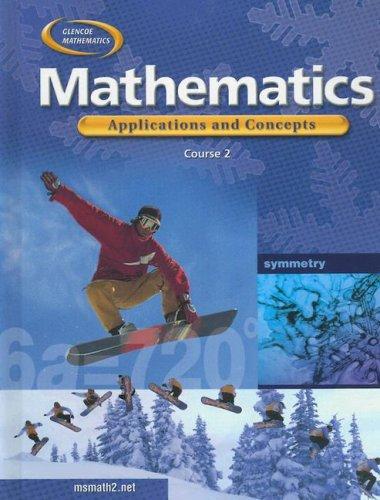 GLENCOE
MATHEMATICS
Mathematics
Applications and Concepts
Course 2
symmetry
6a=720°
msmath2.net